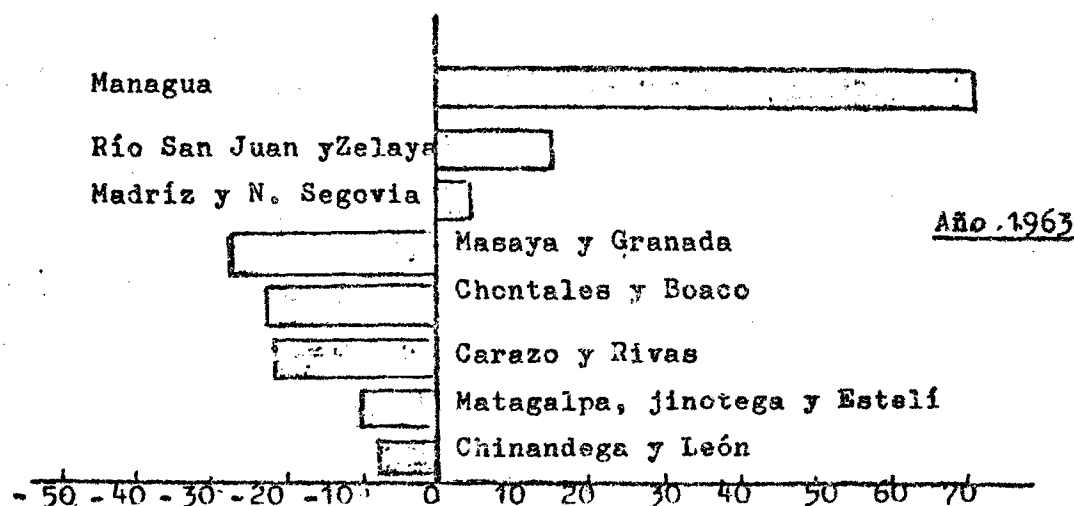 Managua
Río San Juan yZelaya
Madríz y N. Segovia
Año.1963
Masaya y Granada
Chontales y Boaco
Carazo y Rivas
Matagalpa, jinotega y Estelí
Chinandega y León
-50 -40 -30 -20 -10 0 10 20 30 40 50 60 70